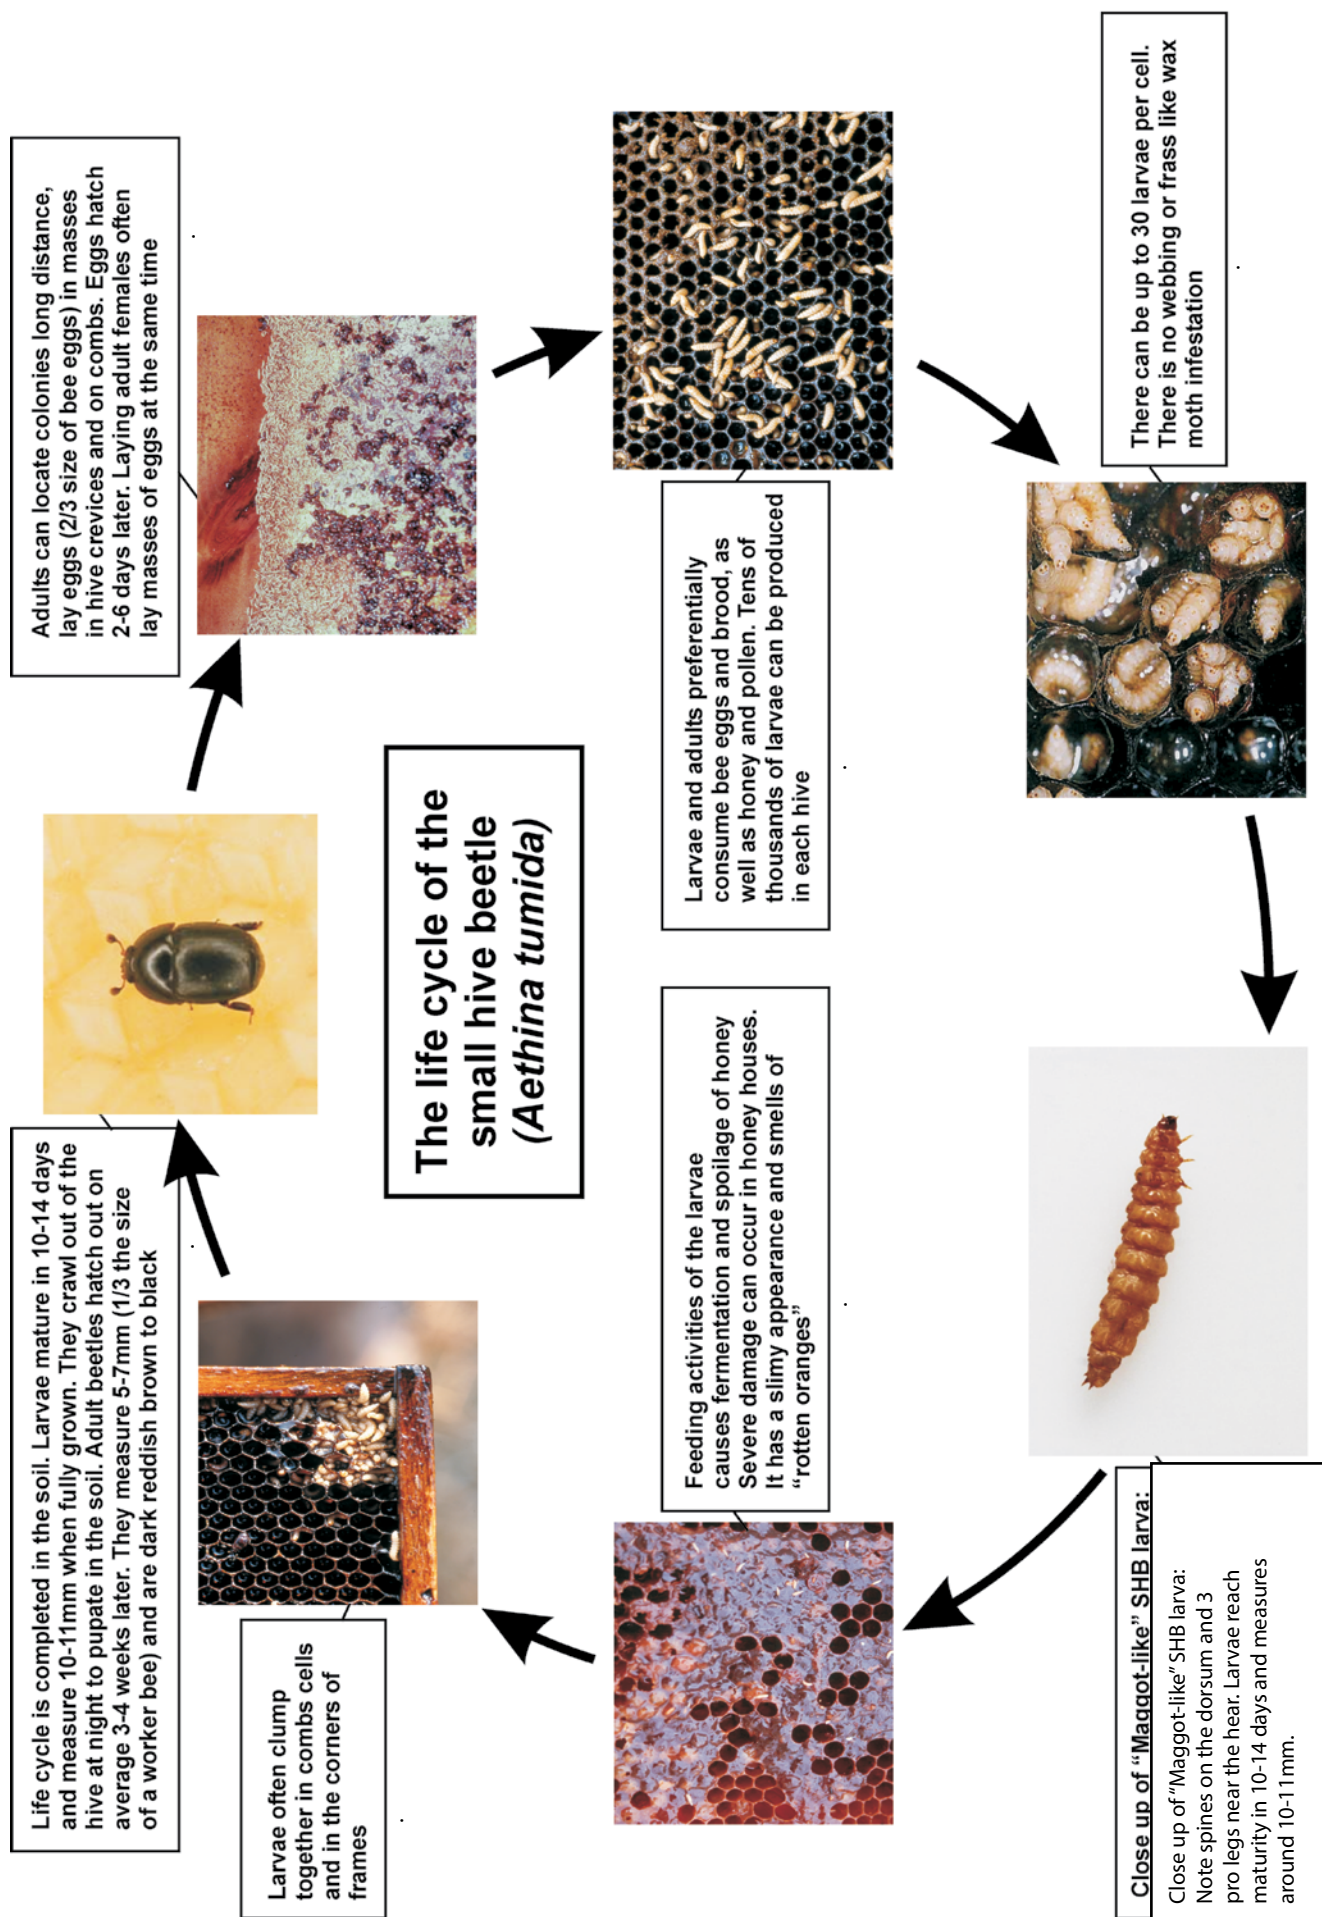 Life cycle is completed in the soil. Larvae mature in 10-14 days
and measure 10-11mm when fully grown. They crawl out of the
hive at night to pupate in the soil. Adult beetles hatch out on
average 3-4 weeks later. They measure 5-7mm (1/3 the size
of a worker bee) and are dark reddish brown to black
Adults can locate colonies long distance,
lay eggs (2/3 size of bee eggs) in masses
in hive crevices and on combs. Eggs hatch
2-6 days later. Laying adult females often
lay masses of eggs at the same time
Larvae often clump
together in combs cells
and in the corners of
frames
The life cycle of the
small hive beetle
(Aethina tumida)
Feeding activities of the larvae
causes fermentation and spoilage of honey
Severe damage can occur in honey houses.
It has a slimy appearance and smells of
“rotten oranges”
Larvae and adults preferentially
consume bee eggs and brood, as
well as honey and pollen. Tens of
thousands of larvae can be produced
in each hive
Close up of “Maggot-like” SHB larva:
Close up of “Maggot-like” SHB larva:
Note spines on the dorsum and 3
pro legs near the hear. Larvae reach
maturity in 10-14 days and measures
around 10-11mm.
There can be up to 30 larvae per cell.
There is no webbing or frass like wax
moth infestation